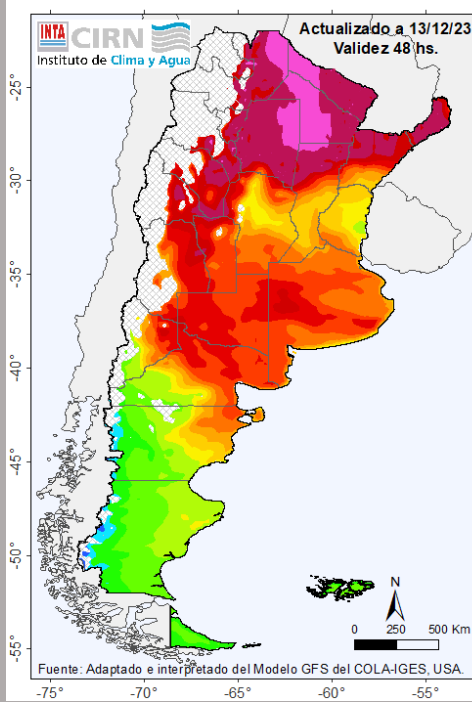 INTA CIRN
Instituto de Clima y Agua
Actualizado a 13/12/23
Validez 48 hs.
-25°
-30°
-35°
-40°
-45°
-50°
-55°
N
0 250 500 Km
Fuente: Adaptado e interpretado del Modelo GFS del COLA-IGES, USA.
-75° -70° -65° -60° -55°